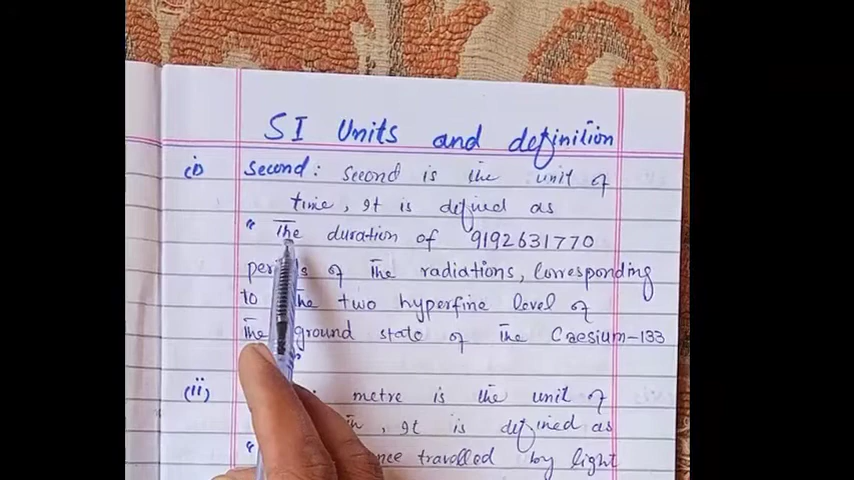 SI Units and definition
(i) Second: Second is the unit of
time, It is defined as
" The duration of 9192631770
of the radiations, Corresponding
to the two hyperfine level of
the ground state of the Caesium-133
"
(ii) metre is the unit of
, It is defined as
" travelled by light